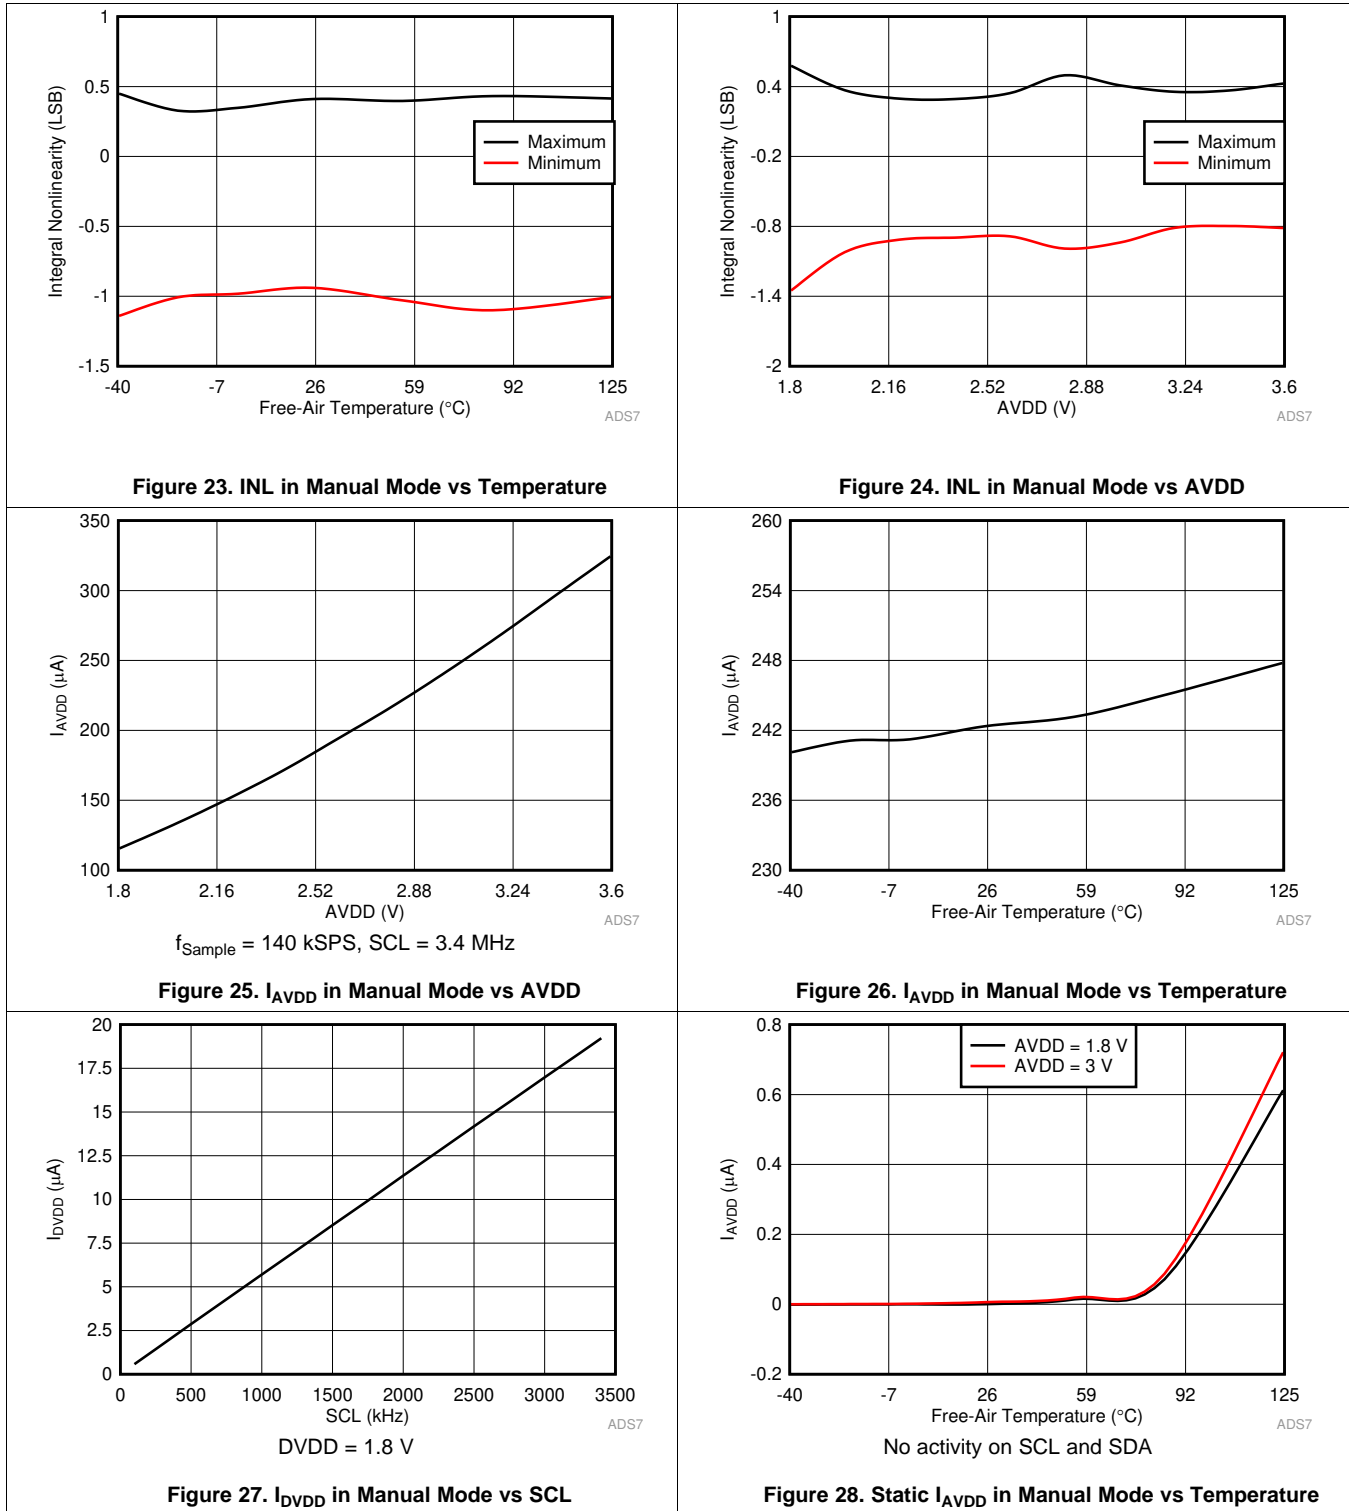 1
0.5
0
-0.5
-1
-1.5
-40
-7
26
59
92
125
Integral Nonlinearity (LSB)
Free-Air Temperature (°C)
Maximum
Minimum
ADS7
Figure 23. INL in Manual Mode vs Temperature
1
0.4
-0.2
-0.8
-1.4
-2
1.8
2.16
2.52
2.88
3.24
3.6
Integral Nonlinearity (LSB)
AVDD (V)
Maximum
Minimum
ADS7
Figure 24. INL in Manual Mode vs AVDD
350
300
250
200
150
100
1.8
2.16
2.52
2.88
3.24
3.6
IAVDD (µA)
AVDD (V)
ADS7
fSample = 140 kSPS, SCL = 3.4 MHz
Figure 25. IAVDD in Manual Mode vs AVDD
260
254
248
242
236
230
-40
-7
26
59
92
125
IAVDD (µA)
Free-Air Temperature (°C)
ADS7
Figure 26. IAVDD in Manual Mode vs Temperature
20
17.5
15
12.5
10
7.5
5
2.5
0
0
500
1000
1500
2000
2500
3000
3500
IDVDD (µA)
SCL (kHz)
ADS7
DVDD = 1.8 V
Figure 27. IDVDD in Manual Mode vs SCL
0.8
0.6
0.4
0.2
0
-0.2
-40
-7
26
59
92
125
IAVDD (µA)
Free-Air Temperature (°C)
AVDD = 1.8 V
AVDD = 3 V
ADS7
No activity on SCL and SDA
Figure 28. Static IAVDD in Manual Mode vs Temperature